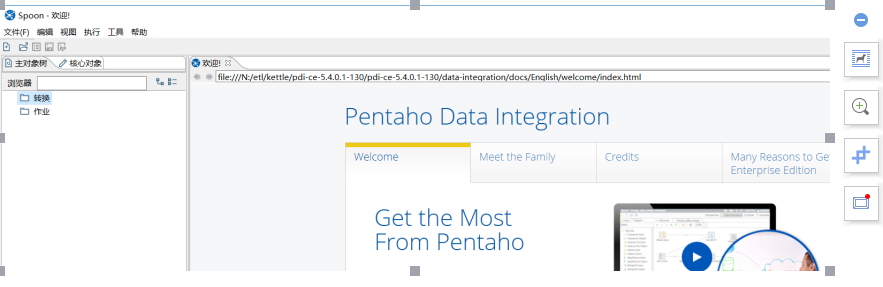 Spoon - 欢迎!
文件(F) 编辑 视图 执行 工具 帮助
主对象树 核心对象
浏览器
转换
作业
欢迎!
file:///N:/etl/kettle/pdi-ce-5.4.0.1-130/pdi-ce-5.4.0.1-130/data-integration/docs/English/welcome/index.html
Pentaho Data Integration
Welcome
Meet the Family
Credits
Many Reasons to Ge
Enterprise Edition
Get the Most
From Pentaho